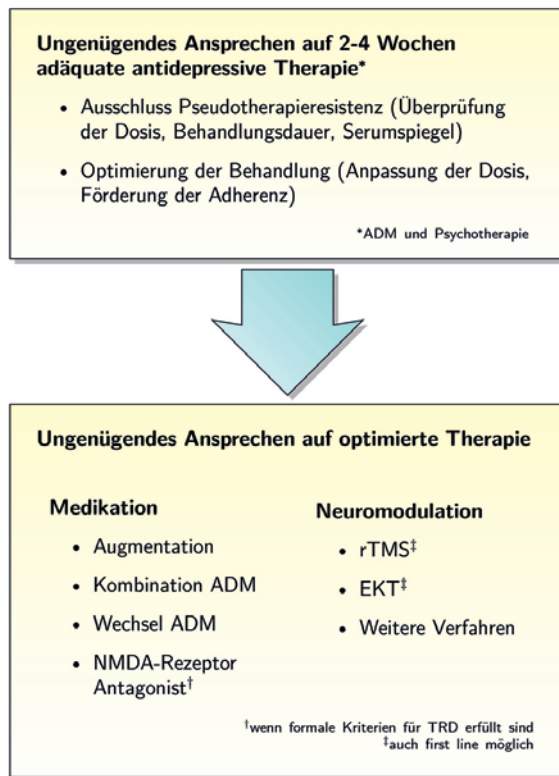 Ungenügendes Ansprechen auf 2-4 Wochen
adäquate antidepressive Therapie*
• Ausschluss Pseudotherapieresistenz (Überprüfung
der Dosis, Behandlungsdauer, Serumspiegel)
• Optimierung der Behandlung (Anpassung der Dosis,
Förderung der Adherenz)
*ADM und Psychotherapie
Ungenügendes Ansprechen auf optimierte Therapie
Medikation
• Augmentation
• Kombination ADM
• Wechsel ADM
• NMDA-Rezeptor
Antagonist†
Neuromodulation
• rTMS‡
• EKT‡
• Weitere Verfahren
†wenn formale Kriterien für TRD erfüllt sind
‡auch first line möglich